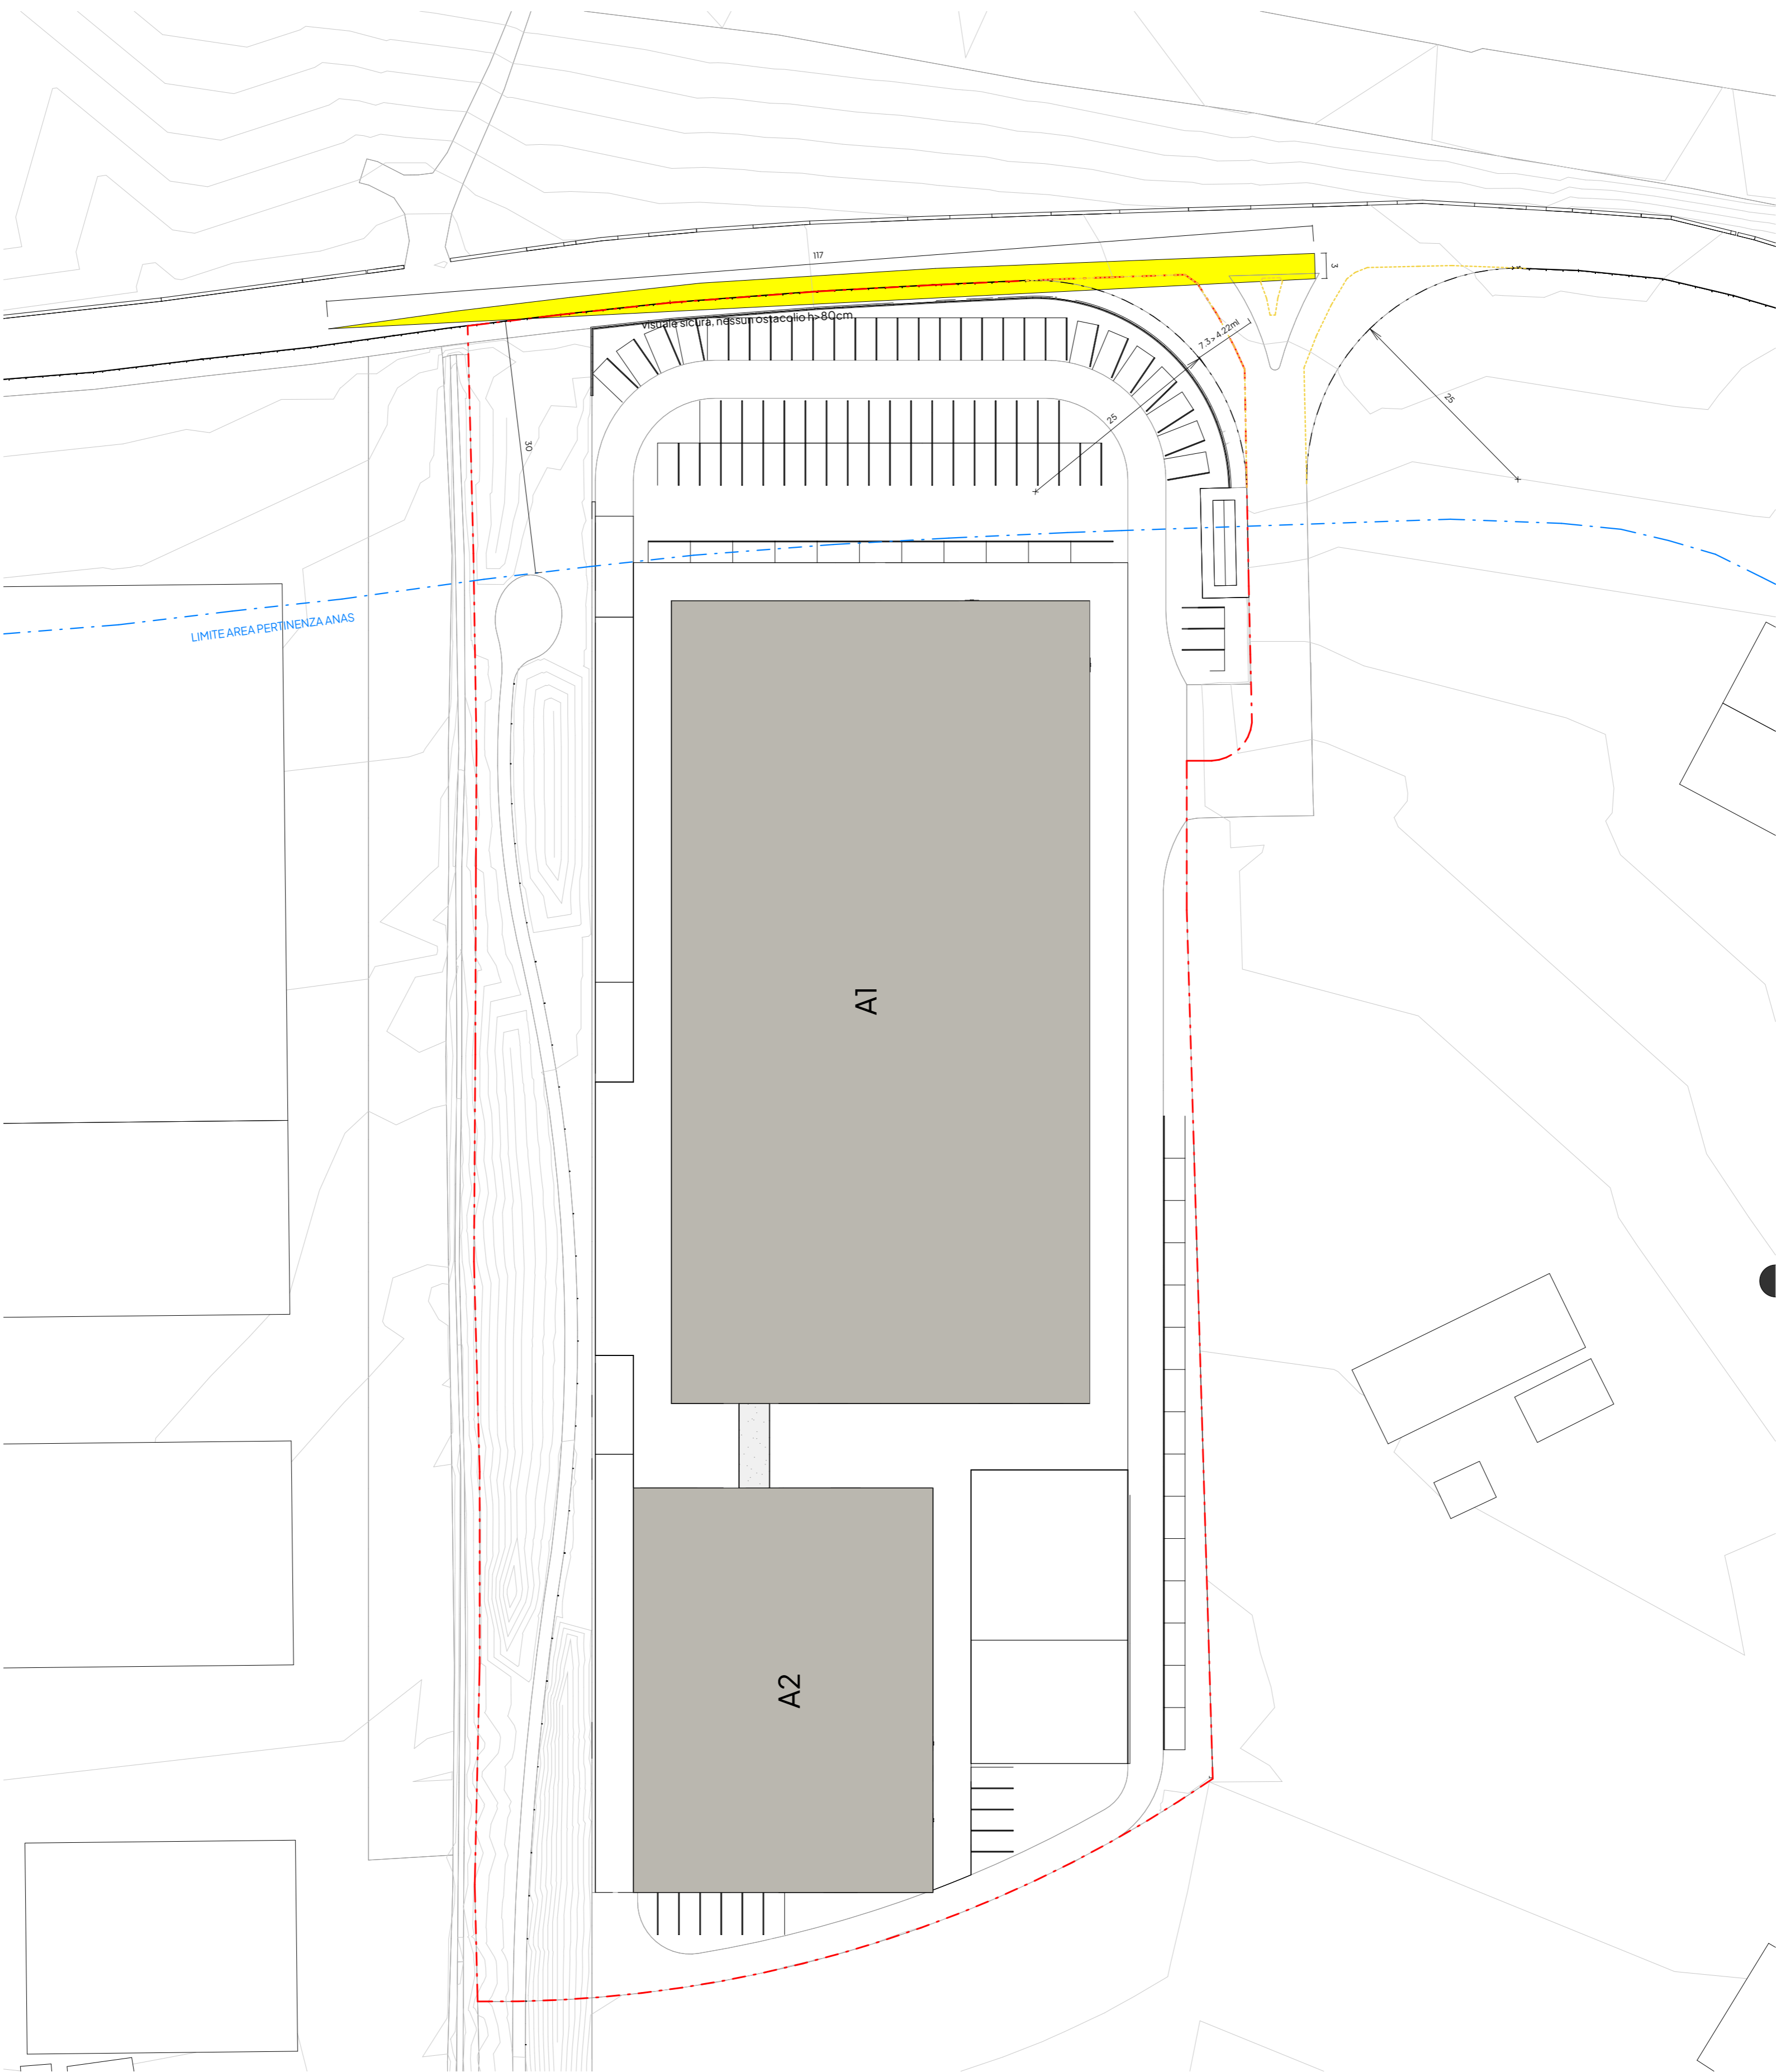 117
3
visuale sicura, nessun ostacolo h>80cm
7.3>4.22ml
25
25
30
LIMITE AREA PERTINENZA ANAS
A1
A2